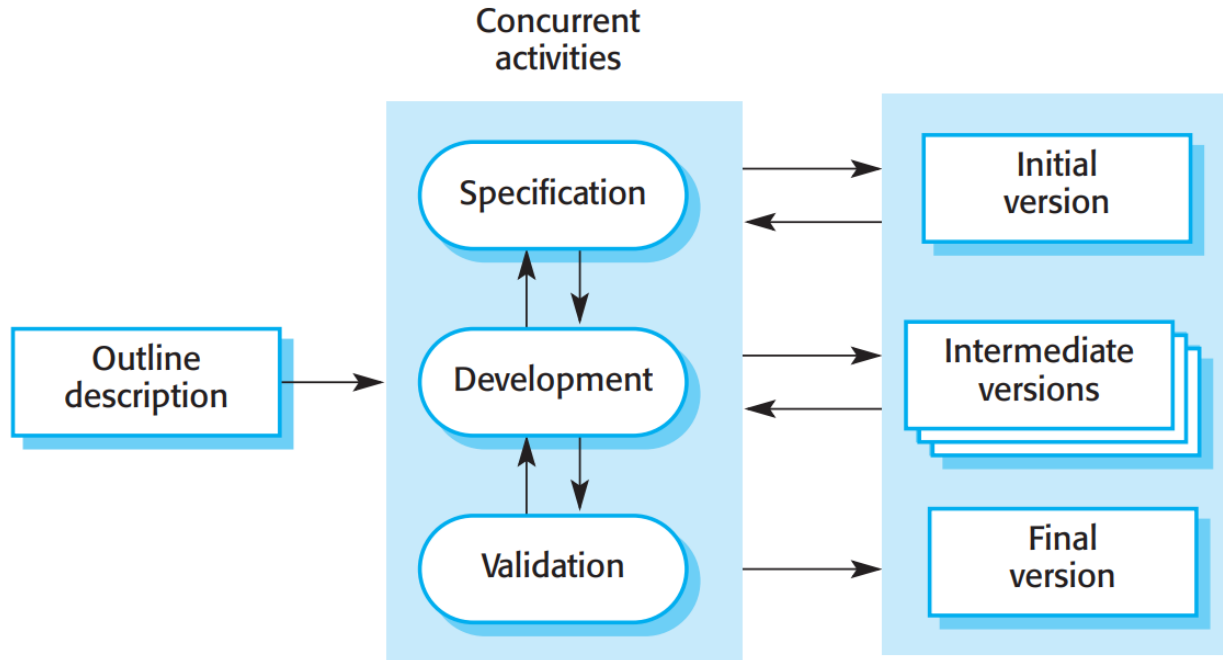 Concurrent
activities
Outline
description
Specification
Development
Validation
Initial
version
Intermediate
versions
Final
version